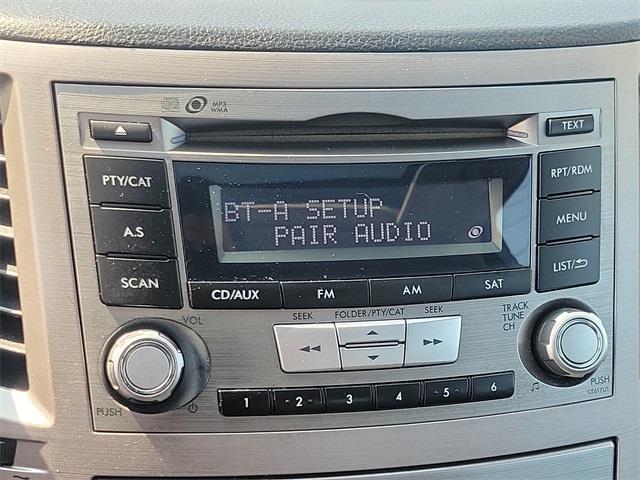 MP3
WMA
TEXT
PTY/CAT
A.S
SCAN
BT-A SETUP
PAIR AUDIO
RPT/RDM
MENU
LIST/
CD/AUX
FM
AM
SAT
VOL
SEEK
FOLDER/PTY/CAT
SEEK
TRACK
TUNE
CH
1
2
3
4
5
6
PUSH
PUSH
CE617U1